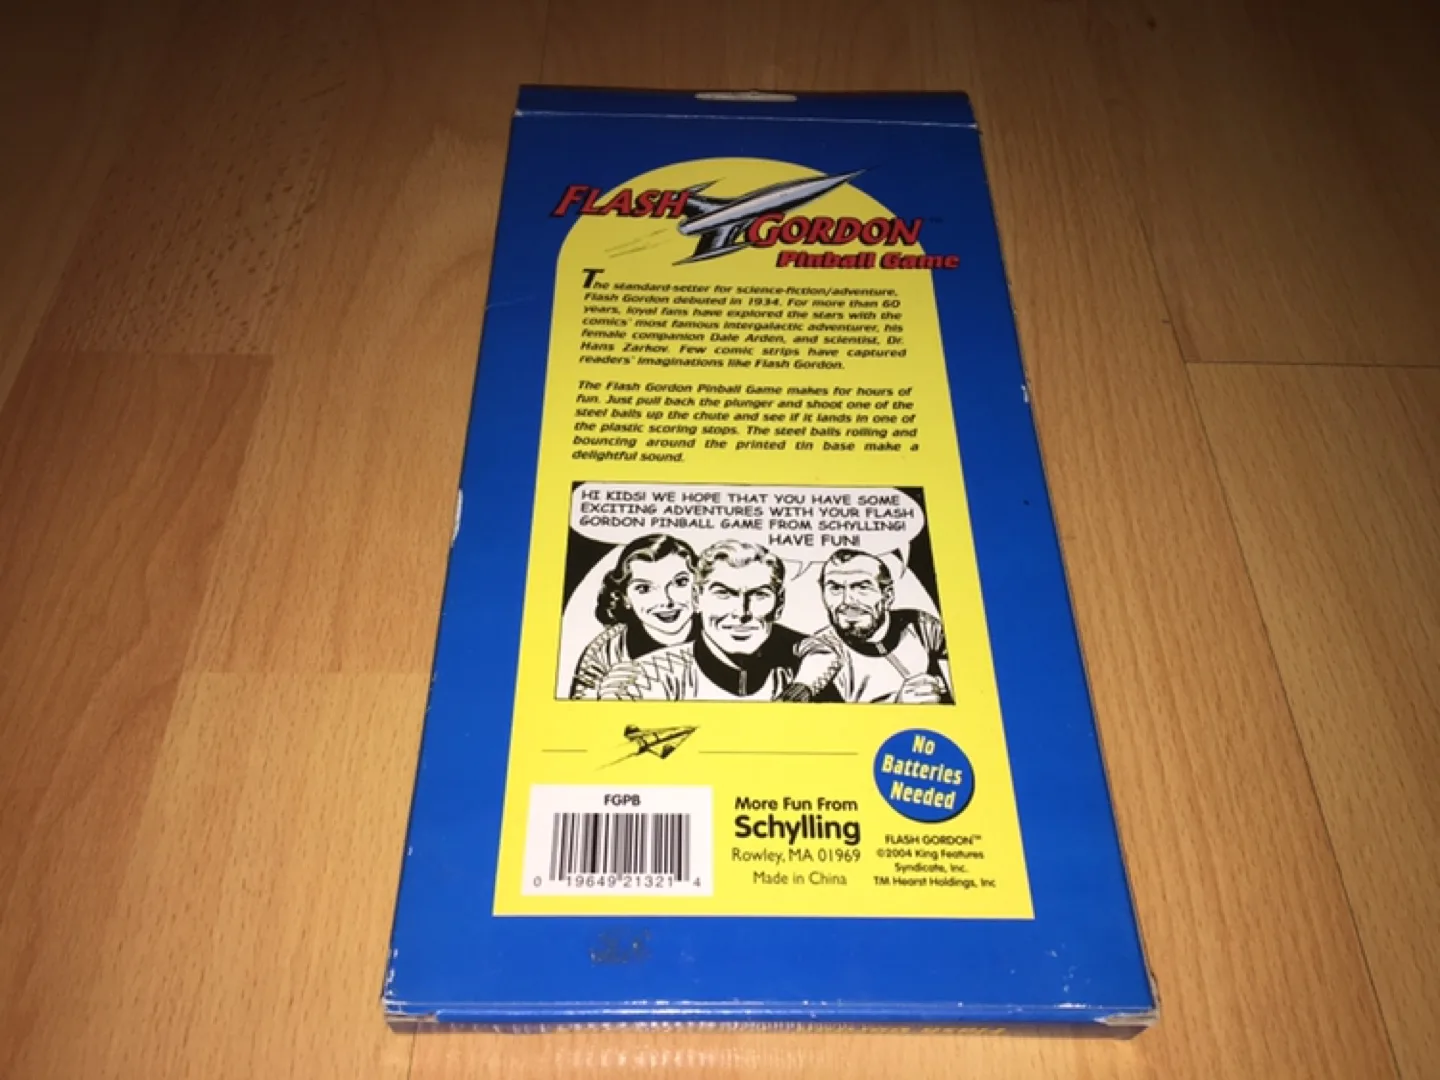 FLASH GORDON™
Pinball Game
The standard-setter for science-fiction/adventure,
Flash Gordon debuted in 1934. For more than 60
years, loyal fans have explored the stars with the
comics' most famous intergalactic adventurer, his
female companion Dale Arden, and scientist, Dr.
Hans Zarkov. Few comic strips have captured
readers' imaginations like Flash Gordon.
The Flash Gordon Pinball Game makes for hours of
fun. Just pull back the plunger and shoot one of the
steel balls up the chute and see if it lands in one of
the plastic scoring stops. The steel balls rolling and
bouncing around the printed tin base make a
delightful sound.
HI KIDS! WE HOPE THAT YOU HAVE SOME
EXCITING ADVENTURES WITH YOUR FLASH
GORDON PINBALL GAME FROM SCHYLLING!
HAVE FUN!
No
Batteries
Needed
FGPB
0 19649 21321 4
More Fun From
Schylling
Rowley, MA 01969
Made in China
FLASH GORDON™
©2004 King Features
Syndicate, Inc.
TM Hearst Holdings, Inc